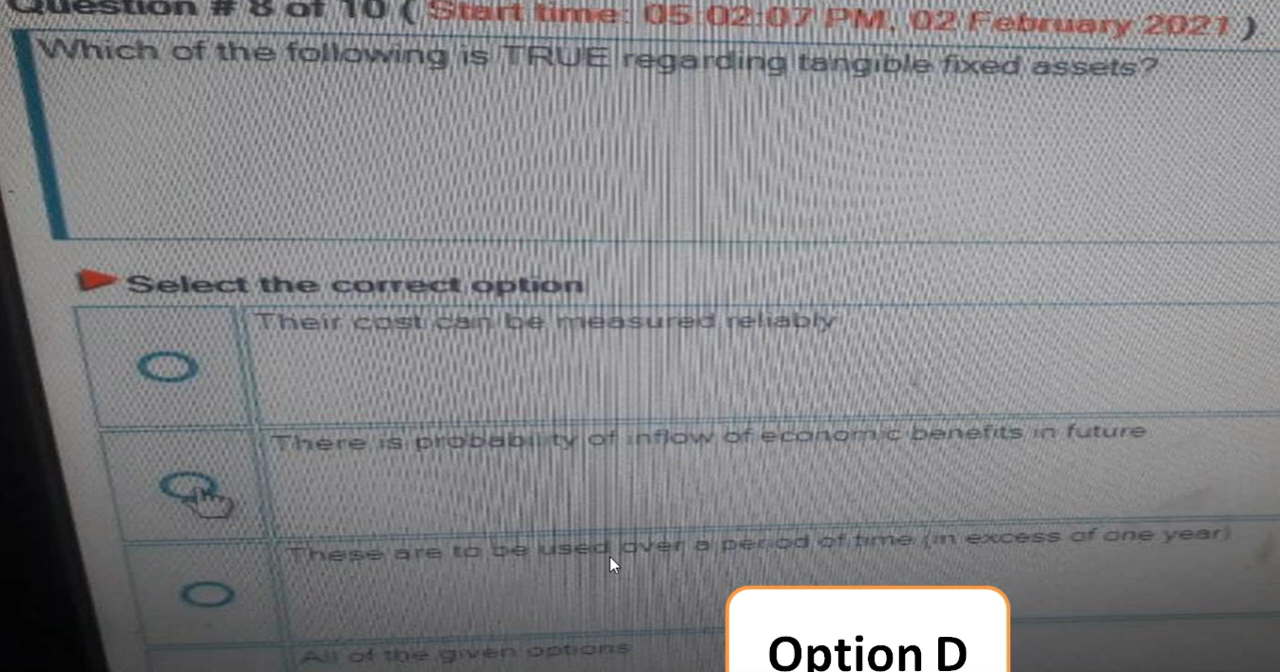 Question # 8 of 10 ( Start time: 05:02:07 PM, 02 February 2021 )
Which of the following is TRUE regarding tangible fixed assets?
Select the correct option
Their cost can be measured reliably
There is probability of inflow of economic benefits in future
These are to be used over a period of time (in excess of one year)
All of the given options
Option D